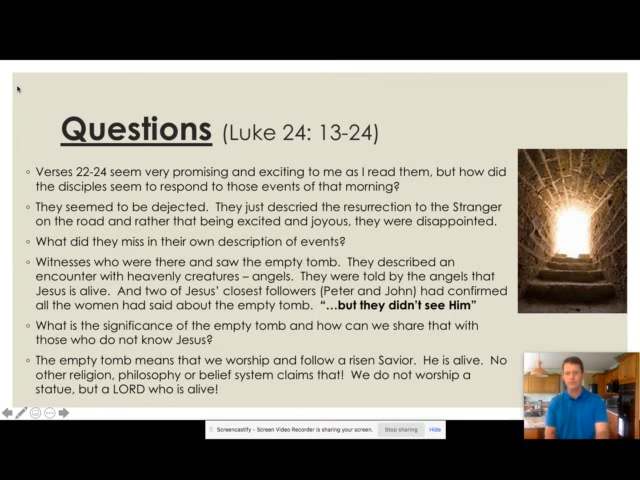 Questions (Luke 24: 13-24)
◦ Verses 22-24 seem very promising and exciting to me as I read them, but how did
the disciples seem to respond to those events of that morning?
◦ They seemed to be dejected. They just descried the resurrection to the Stranger
on the road and rather that being excited and joyous, they were disappointed.
◦ What did they miss in their own description of events?
◦ Witnesses who were there and saw the empty tomb. They described an
encounter with heavenly creatures – angels. They were told by the angels that
Jesus is alive. And two of Jesus' closest followers (Peter and John) had confirmed
all the women had said about the empty tomb. "…but they didn't see Him"
◦ What is the significance of the empty tomb and how can we share that with
those who do not know Jesus?
◦ The empty tomb means that we worship and follow a risen Savior. He is alive. No
other religion, philosophy or belief system claims that! We do not worship a
statue, but a LORD who is alive!
Screencastify - Screen Video Recorder is sharing your screen. Stop sharing Hide